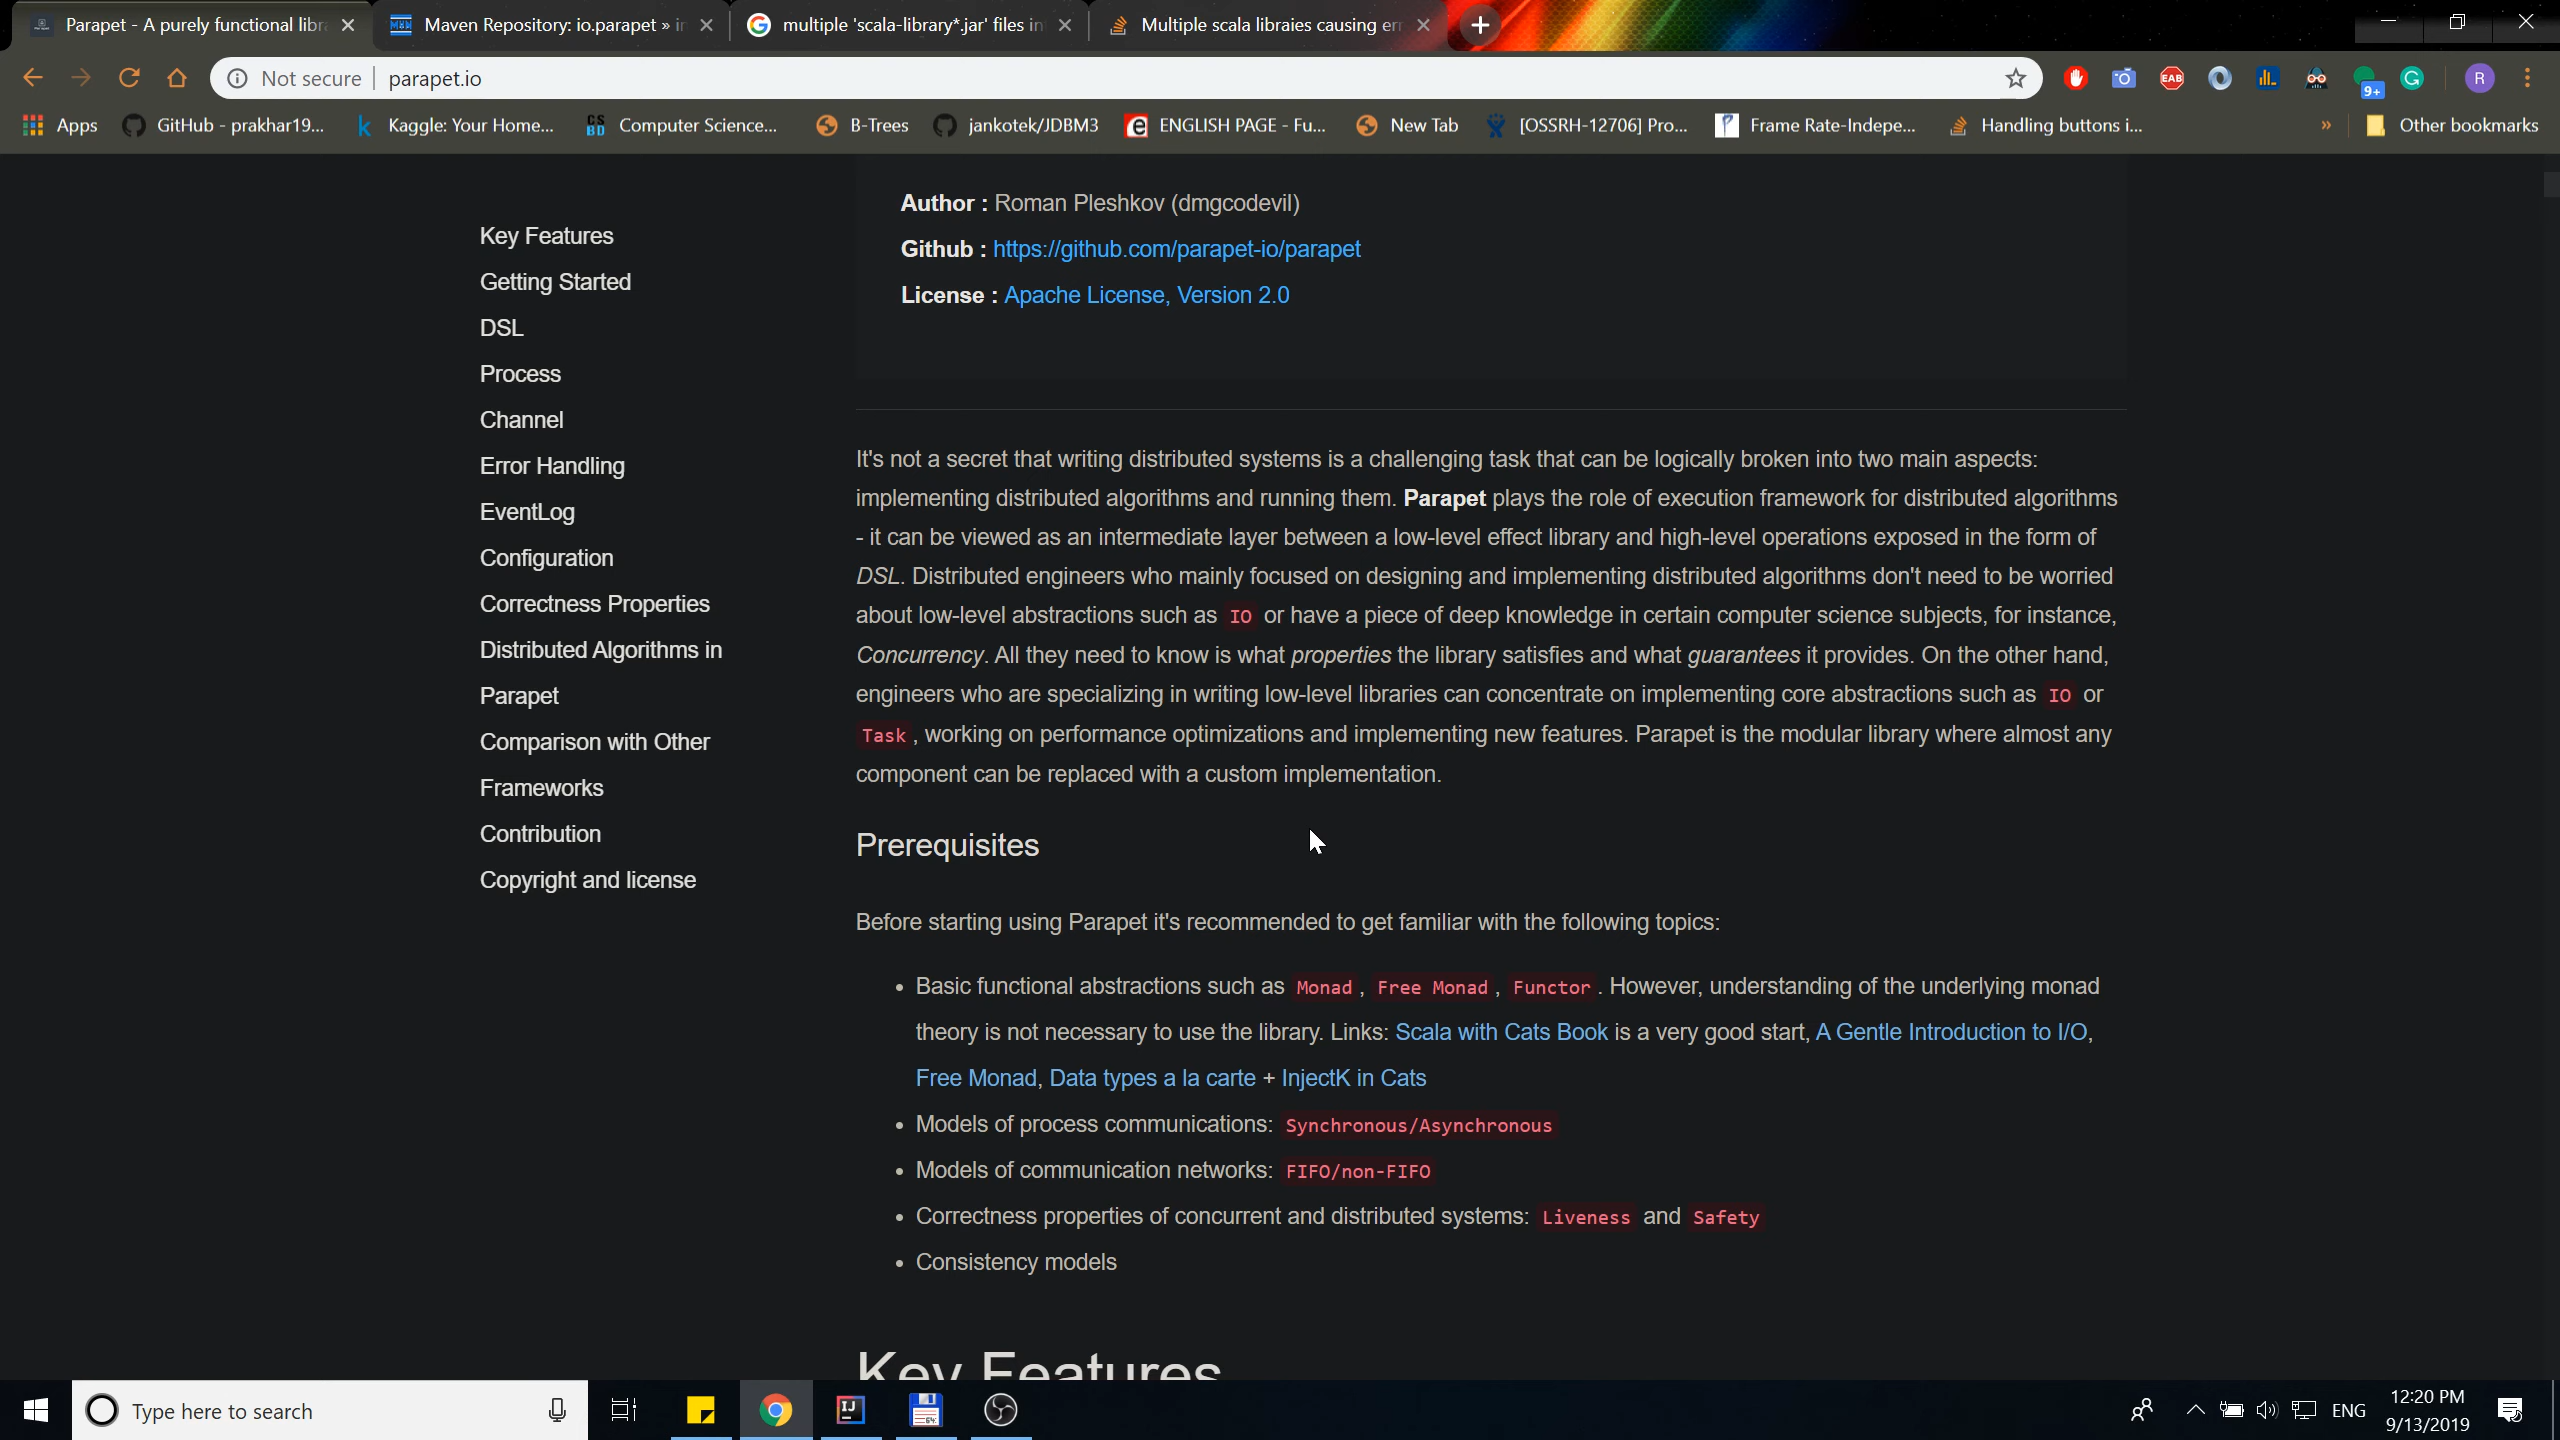 Parapet - A purely functional libr
Maven Repository: io.parapet » in
multiple 'scala-library*.jar' files in
Multiple scala libraies causing err
Not secure
parapet.io
EAB
9+
R
Apps
GitHub - prakhar19...
Kaggle: Your Home...
Computer Science...
B-Trees
jankotek/JDBM3
ENGLISH PAGE - Fu...
New Tab
[OSSRH-12706] Pro...
Frame Rate-Indepe...
Handling buttons i...
»
Other bookmarks
Key Features
Getting Started
DSL
Process
Channel
Error Handling
EventLog
Configuration
Correctness Properties
Distributed Algorithms in
Parapet
Comparison with Other
Frameworks
Contribution
Copyright and license
Author : Roman Pleshkov (dmgcodevil)
Github : https://github.com/parapet-io/parapet
License : Apache License, Version 2.0
It's not a secret that writing distributed systems is a challenging task that can be logically broken into two main aspects:
implementing distributed algorithms and running them. Parapet plays the role of execution framework for distributed algorithms
- it can be viewed as an intermediate layer between a low-level effect library and high-level operations exposed in the form of
DSL. Distributed engineers who mainly focused on designing and implementing distributed algorithms don't need to be worried
about low-level abstractions such as IO or have a piece of deep knowledge in certain computer science subjects, for instance,
Concurrency. All they need to know is what properties the library satisfies and what guarantees it provides. On the other hand,
engineers who are specializing in writing low-level libraries can concentrate on implementing core abstractions such as IO or
Task, working on performance optimizations and implementing new features. Parapet is the modular library where almost any
component can be replaced with a custom implementation.
Prerequisites
Before starting using Parapet it's recommended to get familiar with the following topics:
• Basic functional abstractions such as Monad, Free Monad, Functor. However, understanding of the underlying monad
theory is not necessary to use the library. Links: Scala with Cats Book is a very good start, A Gentle Introduction to I/O,
Free Monad, Data types a la carte + InjectK in Cats
• Models of process communications: Synchronous/Asynchronous
• Models of communication networks: FIFO/non-FIFO
• Correctness properties of concurrent and distributed systems: Liveness and Safety
• Consistency models
Key Features
Type here to search
IJ
64
ENG
12:20 PM
9/13/2019